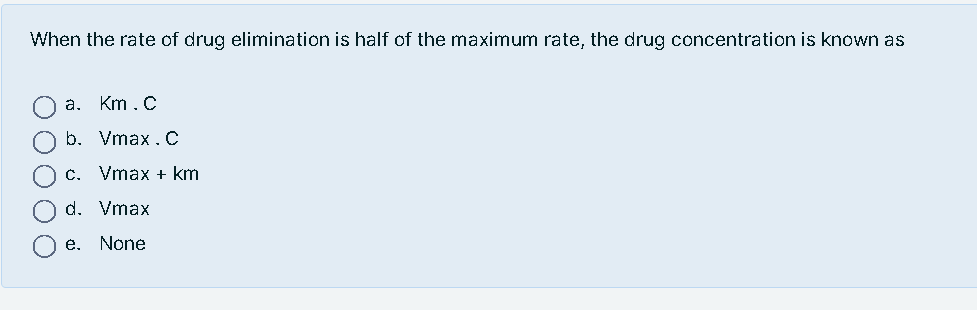 When the rate of drug elimination is half of the maximum rate, the drug concentration is known as
a. Km . C
b. Vmax . C
c. Vmax + km
d. Vmax
e. None